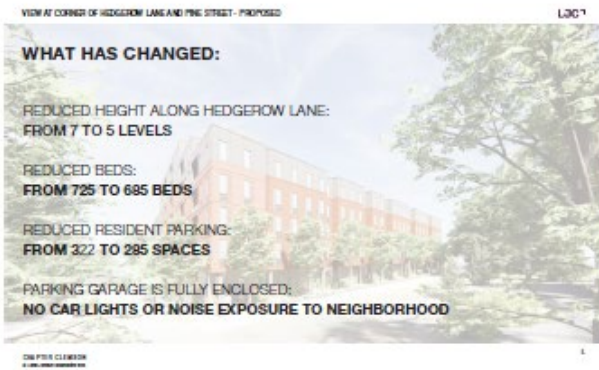 VIEW AT CORNER OF HEDGEROW LANE AND PINE STREET - PROPOSED
WHAT HAS CHANGED:
REDUCED HEIGHT ALONG HEDGEROW LANE:
FROM 7 TO 5 LEVELS
REDUCED BEDS:
FROM 725 TO 685 BEDS
REDUCED RESIDENT PARKING:
FROM 322 TO 285 SPACES
PARKING GARAGE IS FULLY ENCLOSED:
NO CAR LIGHTS OR NOISE EXPOSURE TO NEIGHBORHOOD
CHAPTER CLEMSON